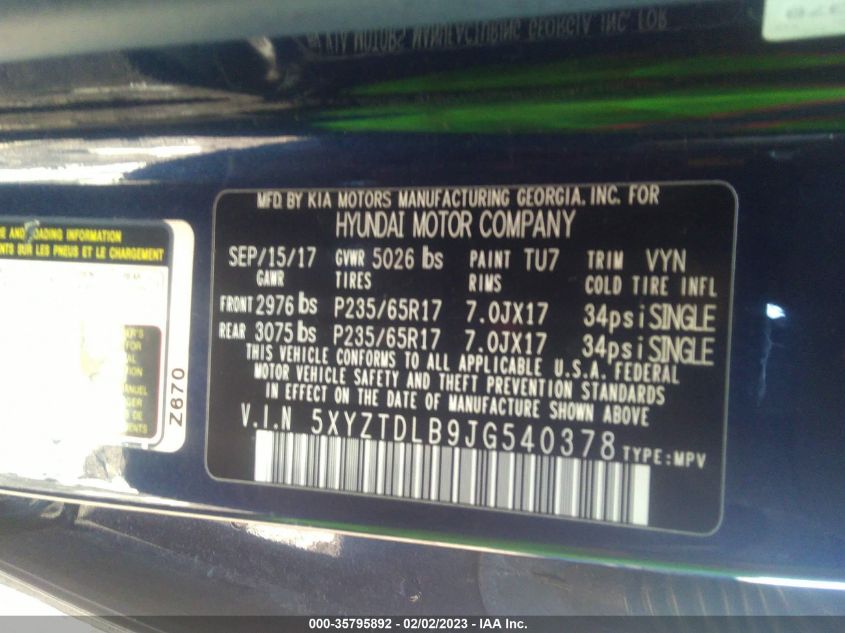 MFD. BY KIA MOTORS MANUFACTURING GEORGIA, INC. FOR
HYUNDAI MOTOR COMPANY
SEP/15/17 GVWR 5026 lbs PAINT TU7 TRIM VYN
GAWR TIRES RIMS COLD TIRE INFL
FRONT 2976 lbs P235/65R17 7.0JX17 34psi SINGLE
REAR 3075 lbs P235/65R17 7.0JX17 34psi SINGLE
THIS VEHICLE CONFORMS TO ALL APPLICABLE U.S.A. FEDERAL
MOTOR VEHICLE SAFETY AND THEFT PREVENTION STANDARDS
IN EFFECT ON THE DATE OF MANUFACTURE SHOWN ABOVE
V.I.N 5XYZTDLB9JG540378 TYPE:MPV
LOADING INFORMATION
SUR LES PNEUS ET LE CHARGEMENT
Z670
000-35795892 - 02/02/2023 - IAA Inc.